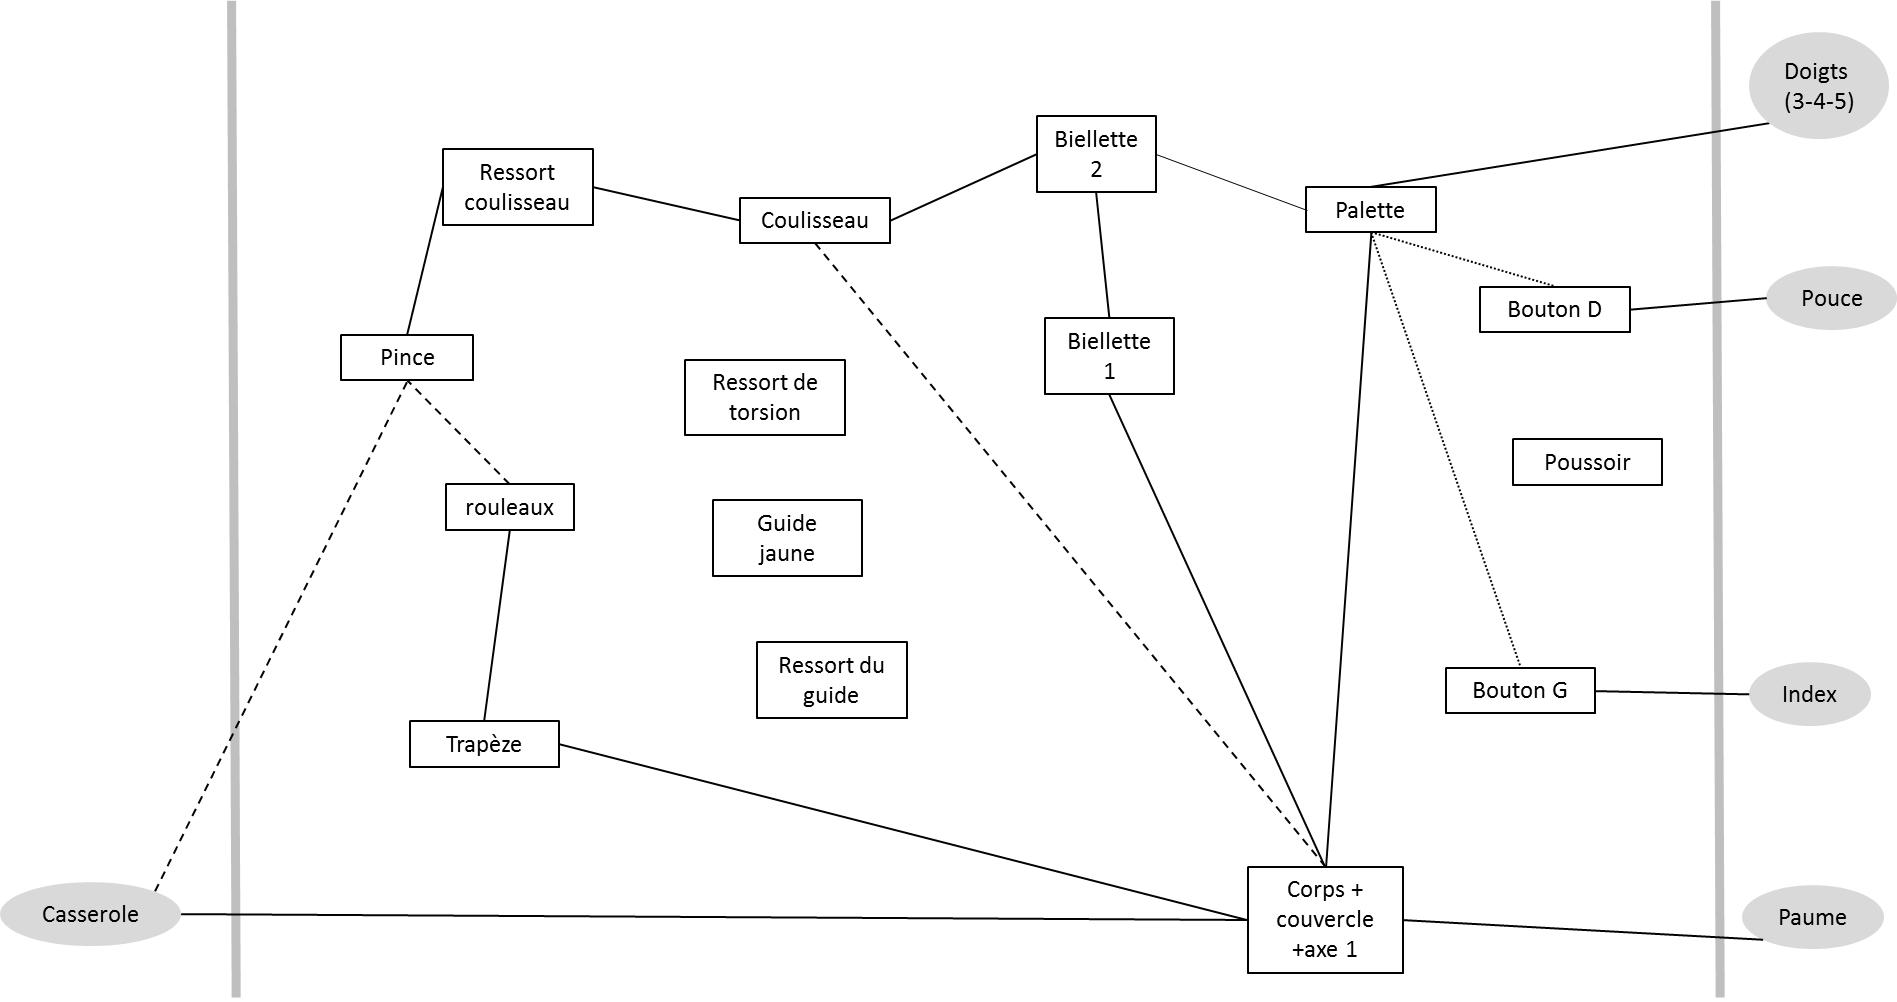 Doigts
(3-4-5)
Biellette
2
Ressort
coulisseau
Coulisseau
Palette
Bouton D
Pouce
Pince
Biellette
1
Ressort de
torsion
Poussoir
rouleaux
Guide
jaune
Ressort du
guide
Bouton G
Index
Trapèze
Casserole
Corps +
couvercle
+axe 1
Paume